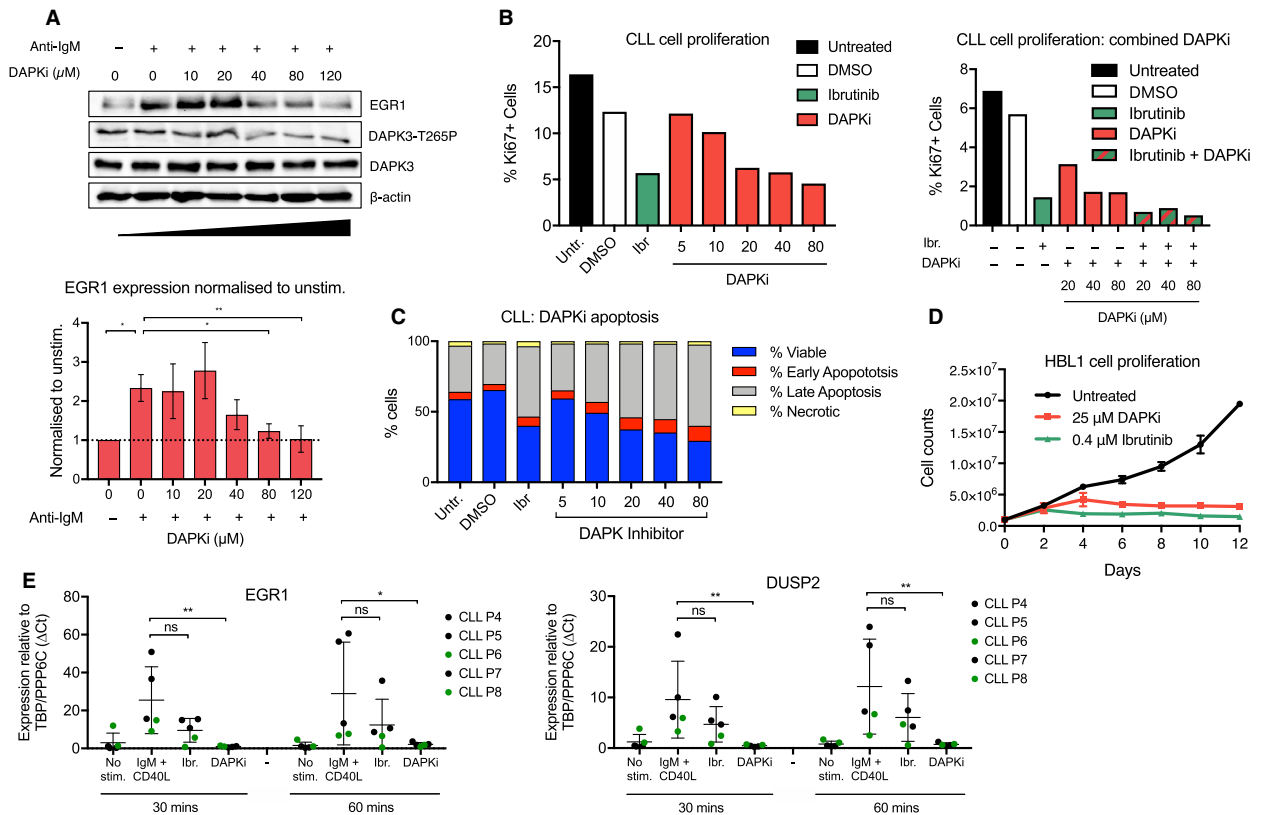 A
Anti-IgM – + + + + + +
DAPKi (µM) 0 0 10 20 40 80 120
EGR1
DAPK3-T265P
DAPK3
β-actin
EGR1 expression normalised to unstim.
Normalised to unstim.
4
3
2
1
0
* ** *
0 0 10 20 40 80 120
Anti-IgM – + + + + + +
DAPKi (µM)
B
CLL cell proliferation
% Ki67+ Cells
20
15
10
5
0
Untreated
DMSO
Ibrutinib
DAPKi
Untr. DMSO Ibr 5 10 20 40 80
DAPKi
CLL cell proliferation: combined DAPKi
% Ki67+ Cells
8
6
4
2
0
Untreated
DMSO
Ibrutinib
DAPKi
Ibrutinib + DAPKi
Ibr. – – + – – – + + +
DAPKi – – – + + + + + +
20 40 80 20 40 80
DAPKi (µM)
C
CLL: DAPKi apoptosis
% cells
100
50
0
% Viable
% Early Apopototsis
% Late Apoptosis
% Necrotic
Untr. DMSO Ibr 5 10 20 40 80
DAPK Inhibitor
D
HBL1 cell proliferation
Cell counts
2.5×10⁷
2.0×10⁷
1.5×10⁷
1.0×10⁷
5.0×10⁶
0.0
Untreated
25 µM DAPKi
0.4 µM Ibrutinib
0 2 4 6 8 10 12
Days
E
EGR1
Expression relative to
TBP/PPP6C (ΔCt)
80
60
40
20
0
** ns * ns
CLL P4
CLL P5
CLL P6
CLL P7
CLL P8
No stim. IgM + CD40L Ibr. DAPKi - No stim. IgM + CD40L Ibr. DAPKi
30 mins 60 mins
DUSP2
Expression relative to
TBP/PPP6C (ΔCt)
30
20
10
0
** ns ** ns
CLL P4
CLL P5
CLL P6
CLL P7
CLL P8
No stim. IgM + CD40L Ibr. DAPKi - No stim. IgM + CD40L Ibr. DAPKi
30 mins 60 mins